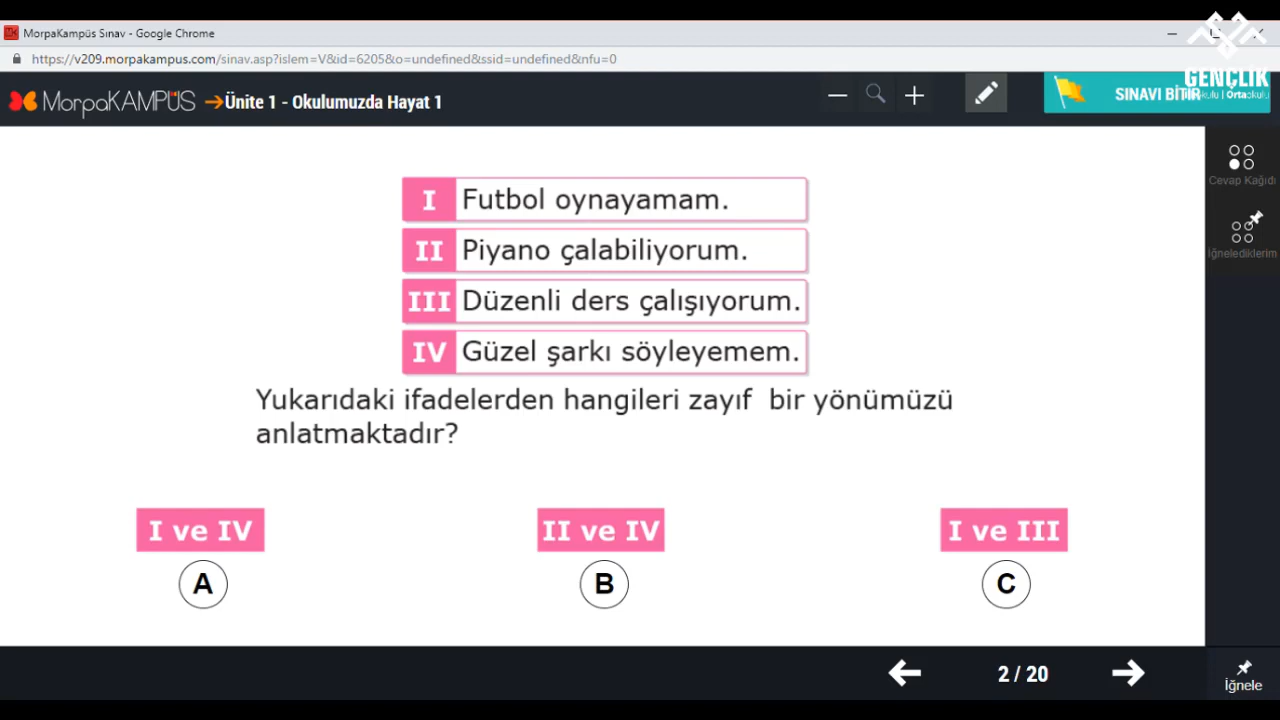 MorpaKampüs Sınav - Google Chrome
https://v209.morpakampus.com/sinav.asp?islem=V&id=6205&o=undefined&ssid=undefined&nfu=0
GENÇLİK
MorpaKAMPÜS Ünite 1 - Okulumuzda Hayat 1
SINAVI BİTİR
Ortaokulu
Cevap Kağıdı
İğnelediklerim
I Futbol oynayamam.
II Piyano çalabiliyorum.
III Düzenli ders çalışıyorum.
IV Güzel şarkı söyleyemem.
Yukarıdaki ifadelerden hangileri zayıf bir yönümüzü
anlatmaktadır?
I ve IV
A
II ve IV
B
I ve III
C
2 / 20
İğnele